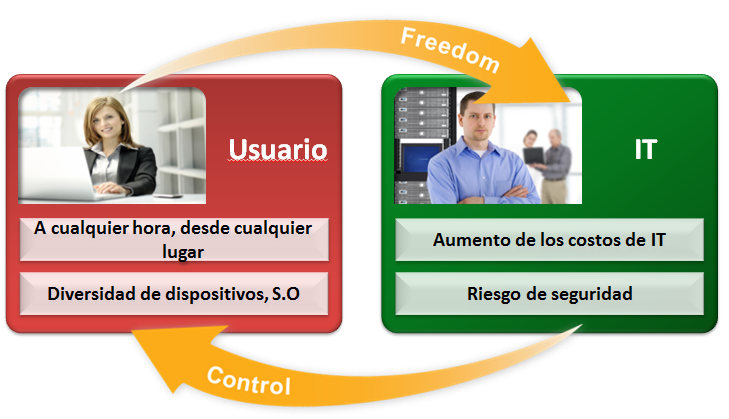 Freedom
Usuario
A cualquier hora, desde cualquier
lugar
Diversidad de dispositivos, S.O
IT
Aumento de los costos de IT
Riesgo de seguridad
Control